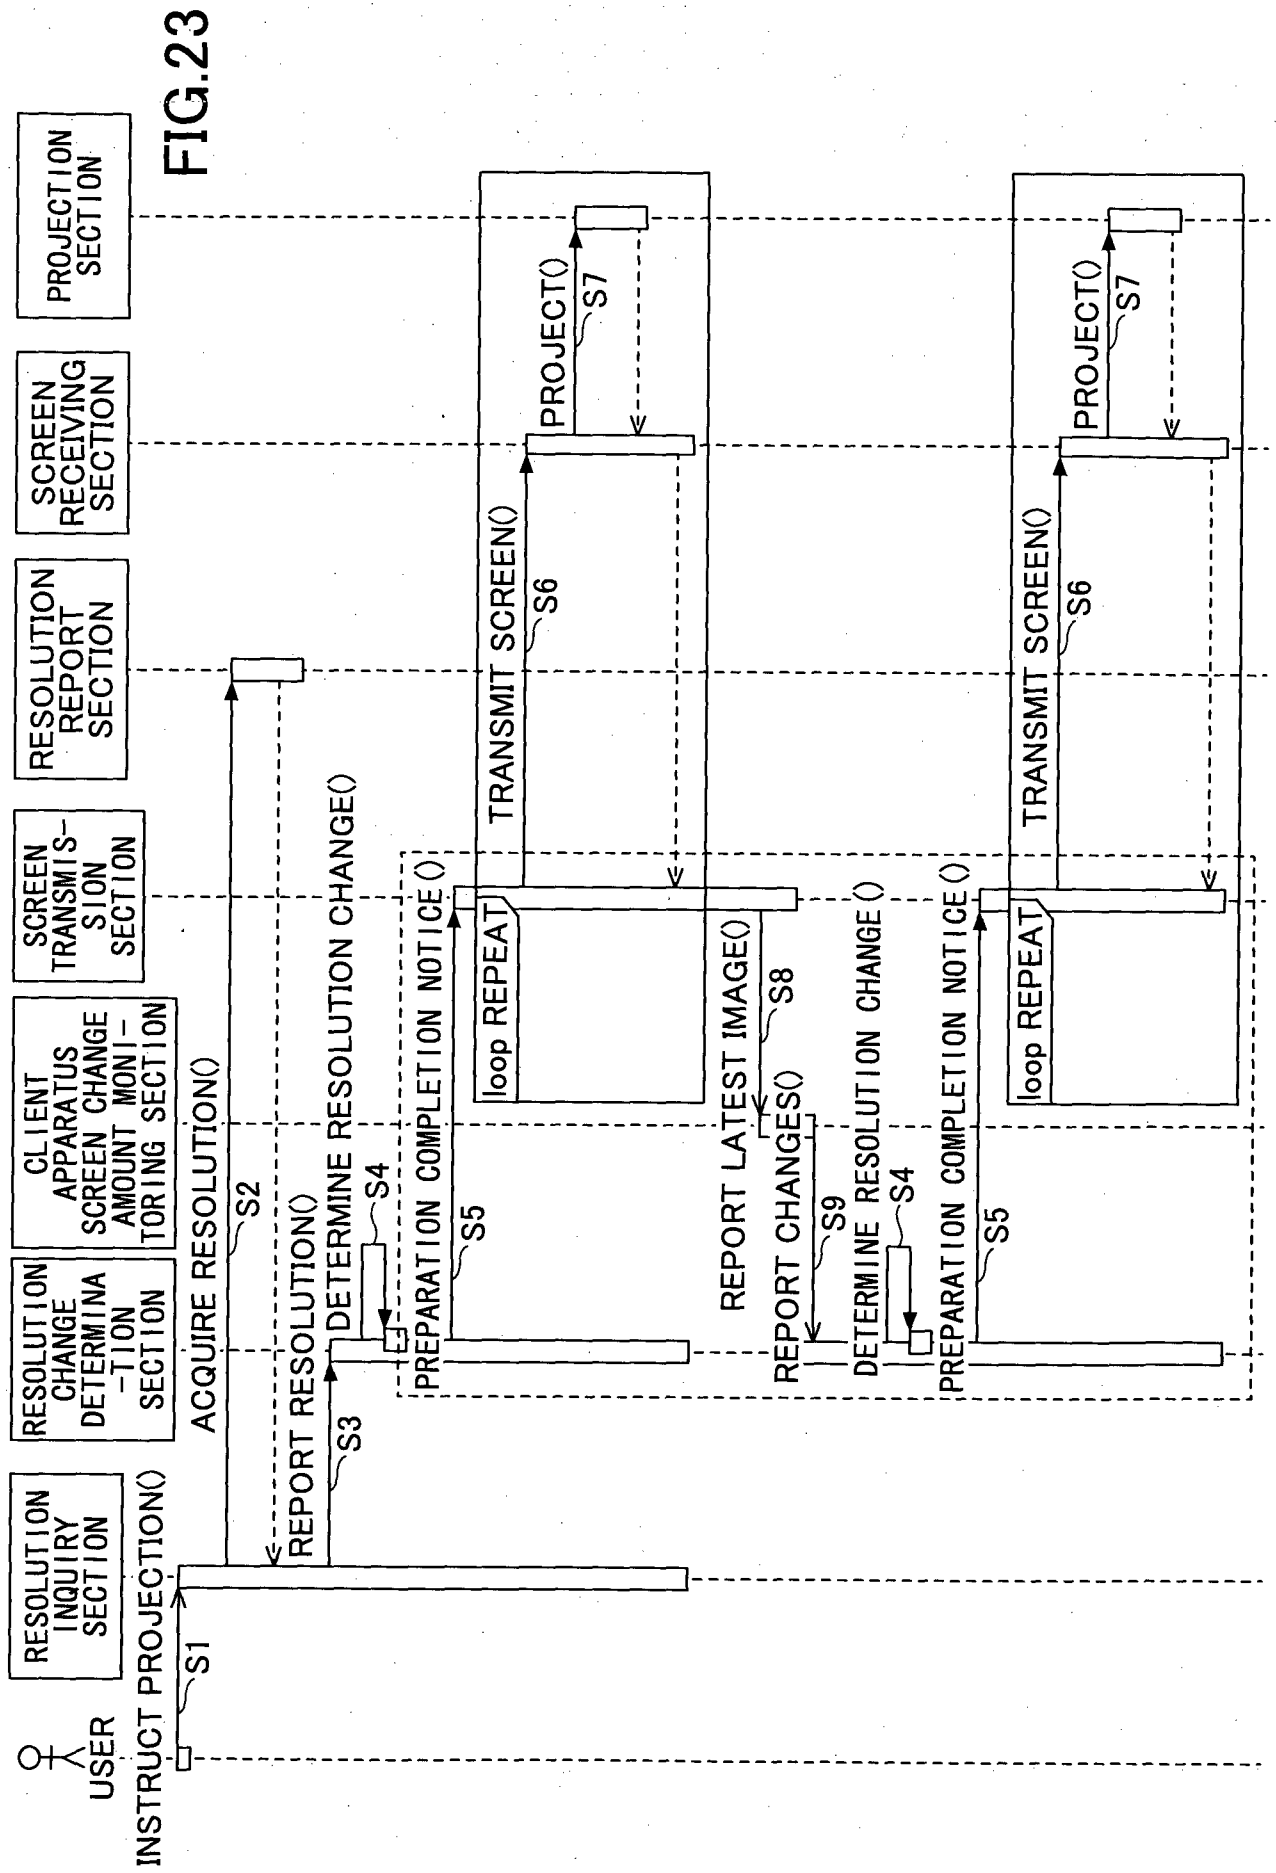 FIG.23
USER
RESOLUTION
INQUIRY
SECTION
RESOLUTION
CHANGE
DETERMINA
-TION
SECTION
CLIENT
APPARATUS
SCREEN CHANGE
AMOUNT MONI-
TORING SECTION
SCREEN
TRANSMIS-
SION
SECTION
RESOLUTION
REPORT
SECTION
SCREEN
RECEIVING
SECTION
PROJECTION
SECTION
INSTRUCT PROJECTION()
S1
ACQUIRE RESOLUTION()
S2
REPORT RESOLUTION()
S3
DETERMINE RESOLUTION CHANGE()
S4
PREPARATION COMPLETION NOTICE()
S5
loop REPEAT
TRANSMIT SCREEN()
S6
PROJECT()
S7
REPORT LATEST IMAGE()
S8
REPORT CHANGES()
S9
DETERMINE RESOLUTION CHANGE()
S4
PREPARATION COMPLETION NOTICE()
S5
loop REPEAT
TRANSMIT SCREEN()
S6
PROJECT()
S7